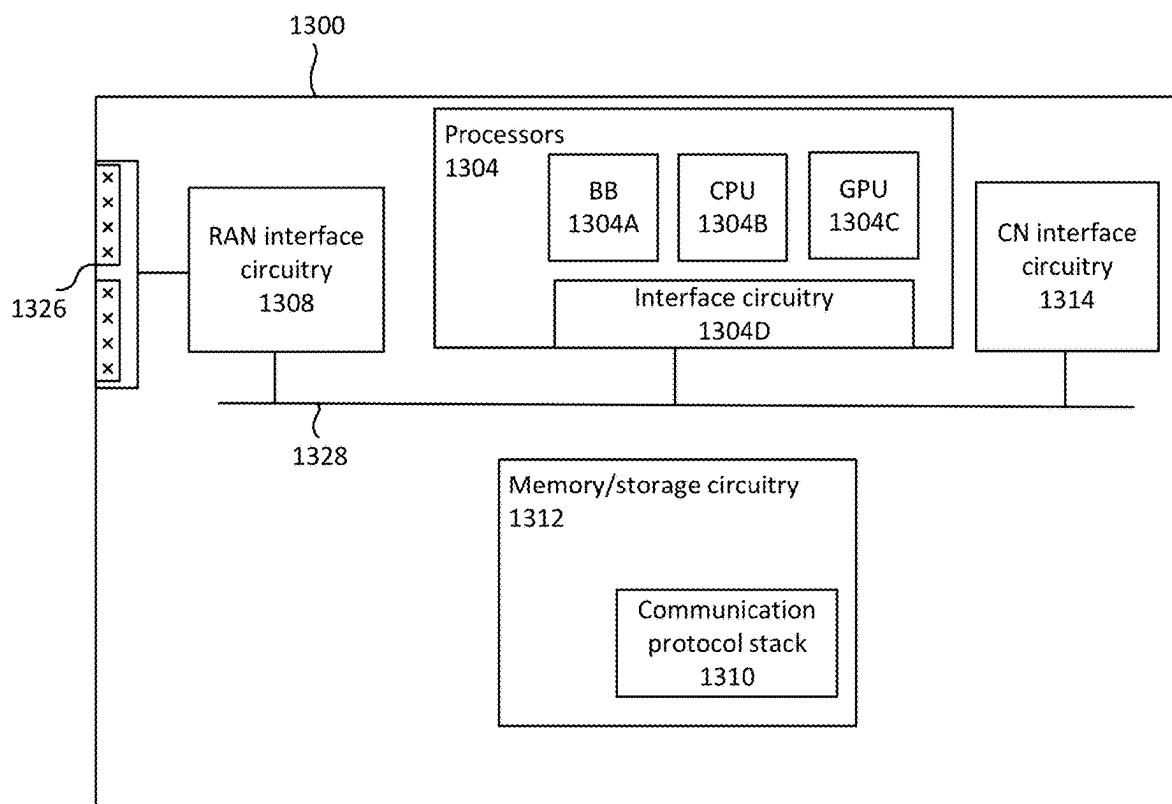 1300
Processors
1304
BB
1304A
CPU
1304B
GPU
1304C
RAN interface
circuitry
1308
CN interface
circuitry
1314
Interface circuitry
1304D
1326
1328
Memory/storage circuitry
1312
Communication
protocol stack
1310